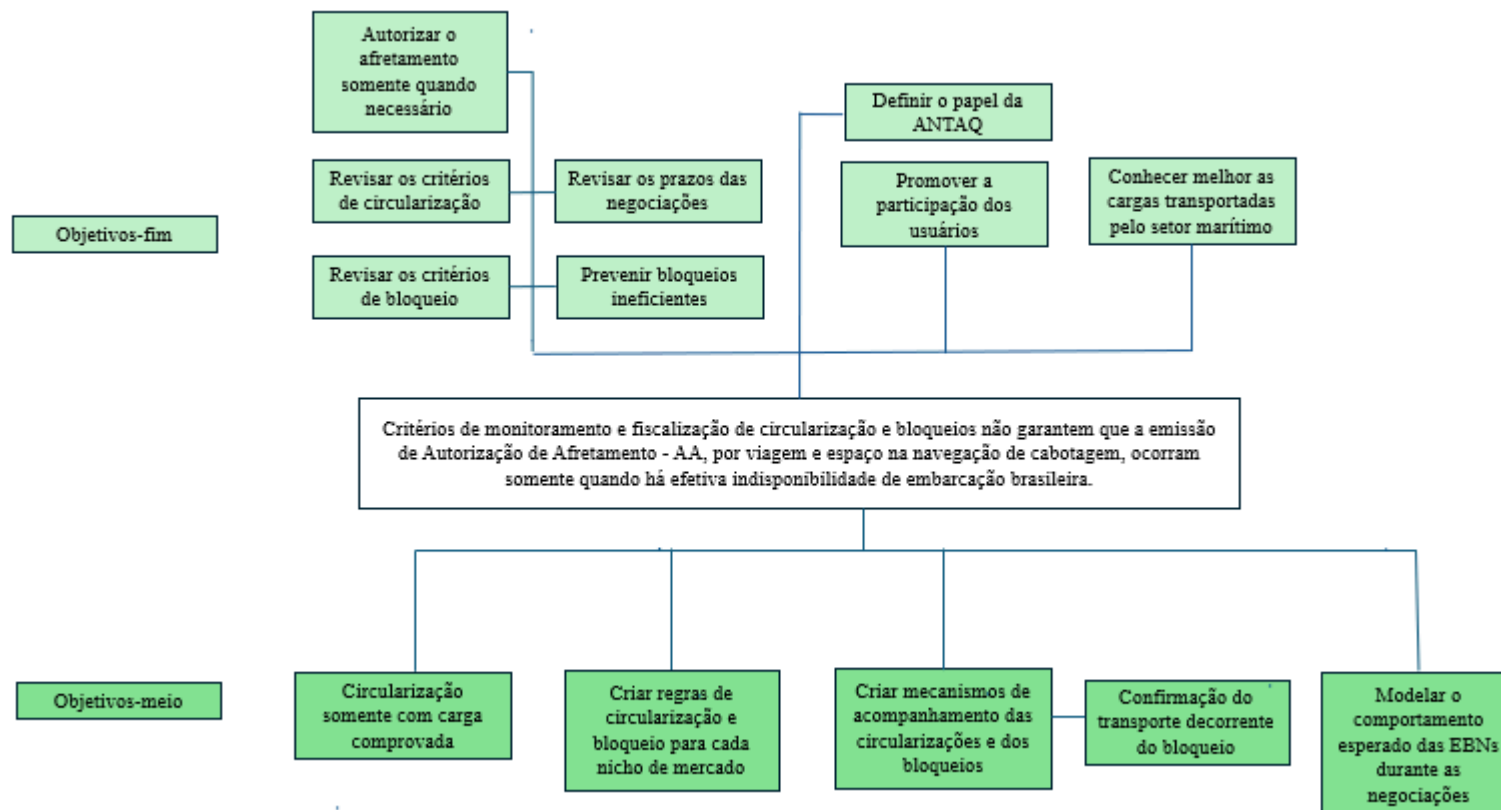 Autorizar o
afretamento
somente quando
necessário
Definir o papel da
ANTAQ
Revisar os critérios
de circularização
Revisar os prazos das
negociações
Promover a
participação dos
usuários
Conhecer melhor as
cargas transportadas
pelo setor marítimo
Objetivos-fim
Revisar os critérios
de bloqueio
Prevenir bloqueios
ineficientes
Critérios de monitoramento e fiscalização de circularização e bloqueios não garantem que a emissão
de Autorização de Afretamento - AA, por viagem e espaço na navegação de cabotagem, ocorram
somente quando há efetiva indisponibilidade de embarcação brasileira.
Objetivos-meio
Circularização
somente com carga
comprovada
Criar regras de
circularização e
bloqueio para cada
nicho de mercado
Criar mecanismos de
acompanhamento das
circularizações e dos
bloqueios
Confirmação do
transporte decorrente
do bloqueio
Modelar o
comportamento
esperado das EBNs
durante as
negociações